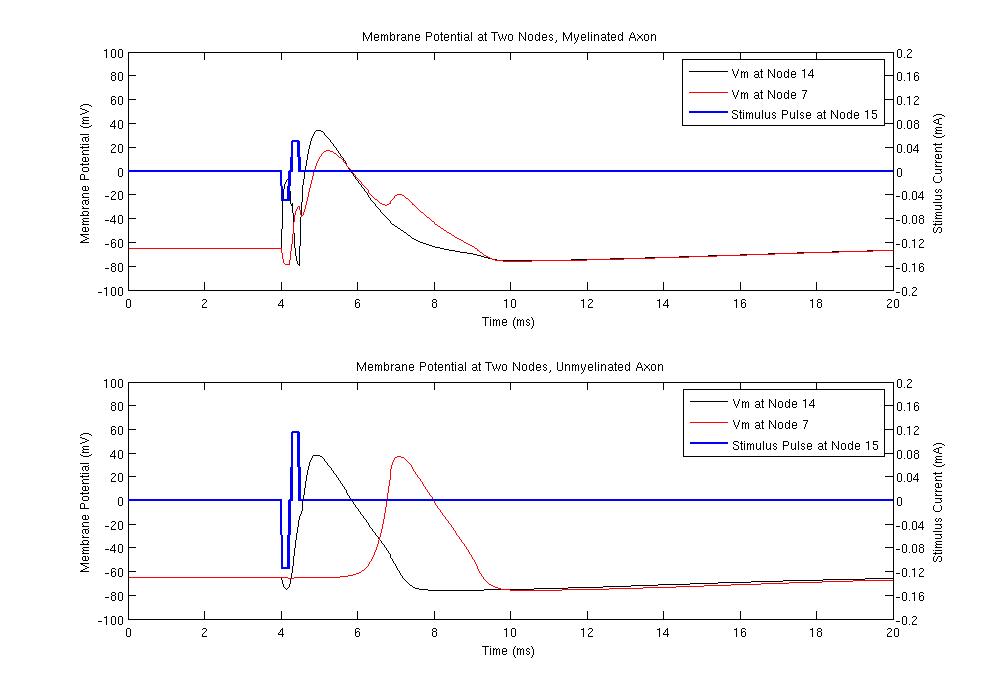 Membrane Potential at Two Nodes, Myelinated Axon
100
80
60
40
20
0
-20
-40
-60
-80
-100
Membrane Potential (mV)
Vm at Node 14
Vm at Node 7
Stimulus Pulse at Node 15
0.2
0.16
0.12
0.08
0.04
0
-0.04
-0.08
-0.12
-0.16
-0.2
Stimulus Current (mA)
0 2 4 6 8 10 12 14 16 18 20
Time (ms)
Membrane Potential at Two Nodes, Unmyelinated Axon
100
80
60
40
20
0
-20
-40
-60
-80
-100
Membrane Potential (mV)
Vm at Node 14
Vm at Node 7
Stimulus Pulse at Node 15
0.2
0.16
0.12
0.08
0.04
0
-0.04
-0.08
-0.12
-0.16
-0.2
Stimulus Current (mA)
0 2 4 6 8 10 12 14 16 18 20
Time (ms)